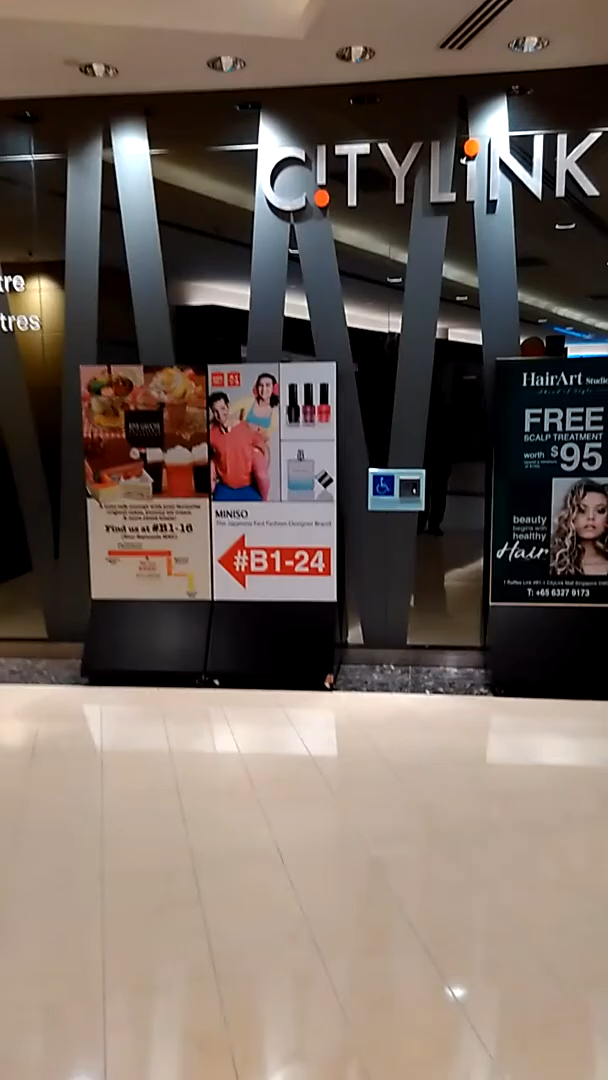 CITYLINK
tre
tres
Find us at #B1-16
MINISO
The Japanese Fast Fashion Designer Brand
#B1-24
HairArt Studio
FREE
SCALP TREATMENT
worth $95
beauty
begins with
healthy
Hair
T: +65 6327 9173